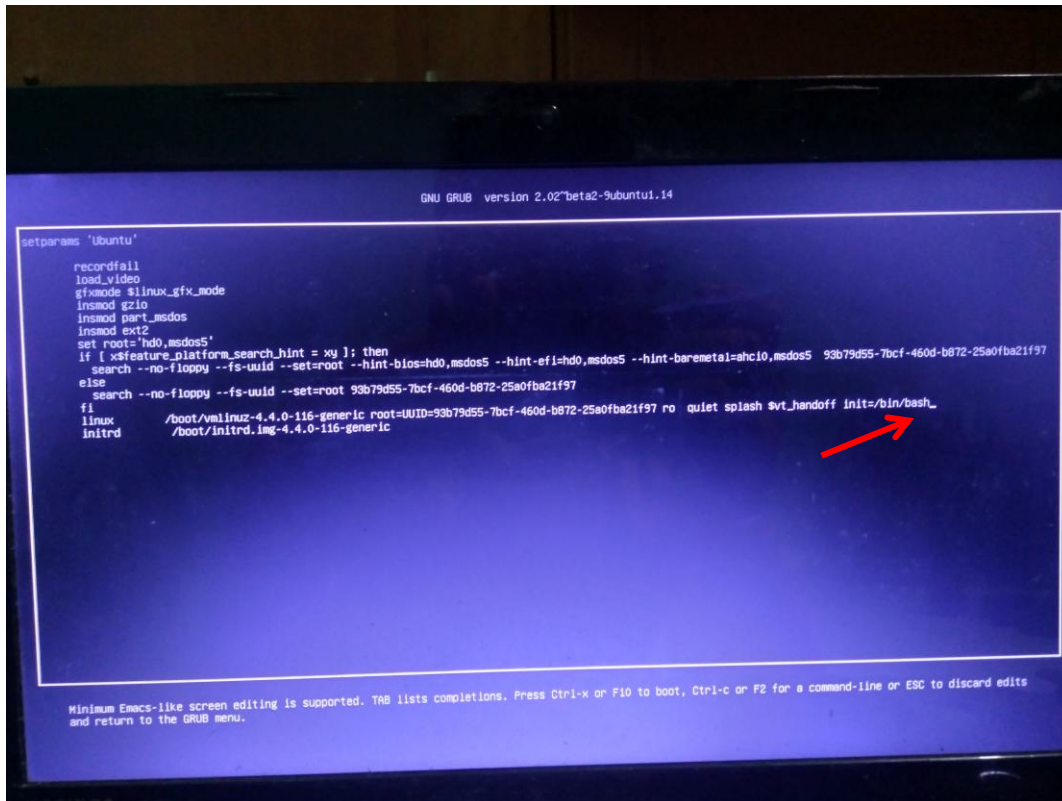 GNU GRUB version 2.02~beta2-9ubuntu1.14
setparams 'Ubuntu'
recordfail
load_video
gfxmode $linux_gfx_mode
insmod gzio
insmod part_msdos
insmod ext2
set root='hd0,msdos5'
if [ x$feature_platform_search_hint = xy ]; then
search --no-floppy --fs-uuid --set=root --hint-bios=hd0,msdos5 --hint-efi=hd0,msdos5 --hint-baremetal=ahci0,msdos5 93b79d55-7bcf-460d-b872-25a0fba21f97
else
search --no-floppy --fs-uuid --set=root 93b79d55-7bcf-460d-b872-25a0fba21f97
fi
linux /boot/vmlinuz-4.4.0-116-generic root=UUID=93b79d55-7bcf-460d-b872-25a0fba21f97 ro quiet splash $vt_handoff init=/bin/bash_
initrd /boot/initrd.img-4.4.0-116-generic
Minimum Emacs-like screen editing is supported. TAB lists completions. Press Ctrl-x or F10 to boot, Ctrl-c or F2 for a command-line or ESC to discard edits
and return to the GRUB menu.